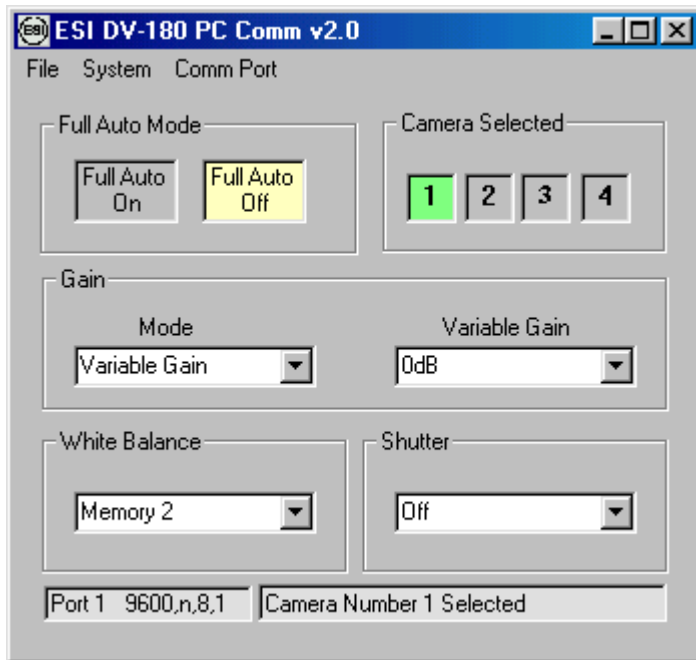 ESI ESI DV-180 PC Comm v2.0
File System Comm Port
Full Auto Mode
Full Auto On
Full Auto Off
Camera Selected
1 2 3 4
Gain
Mode
Variable Gain
Variable Gain
0dB
White Balance
Memory 2
Shutter
Off
Port 1 9600,n,8,1
Camera Number 1 Selected